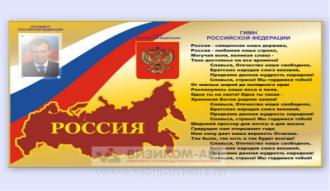 ПРЕЗИДЕНТ
РОССИЙСКОЙ ФЕДЕРАЦИИ
РОССИЯ
ГИМН
РОССИЙСКОЙ ФЕДЕРАЦИИ
Россия - священная наша держава,
Россия - любимая наша страна,
Могучая воля, великая слава -
Твое достоянье на все времена!
Славься, Отечество наше свободное,
Братских народов союз вековой,
Предками данная мудрость народная!
Славься, страна! Мы гордимся тобой!
От южных морей до полярного края
Раскинулись наши леса и поля.
Одна ты на свете! Одна ты такая -
Хранимая Богом родная земля!
Славься, Отечество наше свободное,
Братских народов союз вековой,
Предками данная мудрость народная!
Славься, страна! Мы гордимся тобой!
Широкий простор для мечты и для жизни
Грядущие нам открывают года.
Нам силу дает наша верность Отчизне.
Так было, так есть и так будет всегда!
Славься, Отечество наше свободное,
Братских народов союз вековой,
Предками данная мудрость народная!
Славься, страна! Мы гордимся тобой!